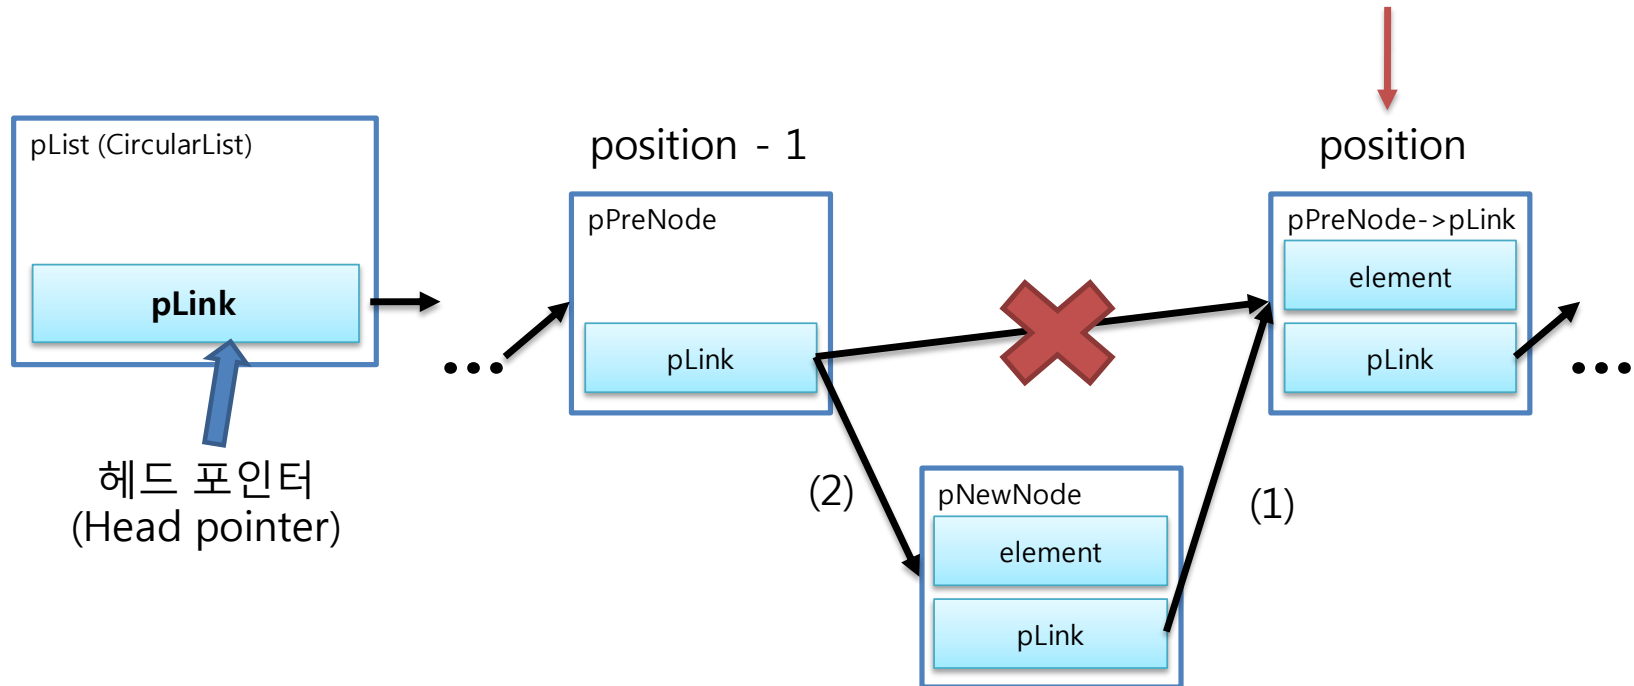 pList (CircularList)
pLink
헤드 포인터
(Head pointer)
...
position - 1
pPreNode
pLink
(2)
pNewNode
element
pLink
(1)
position
pPreNode->pLink
element
pLink
...